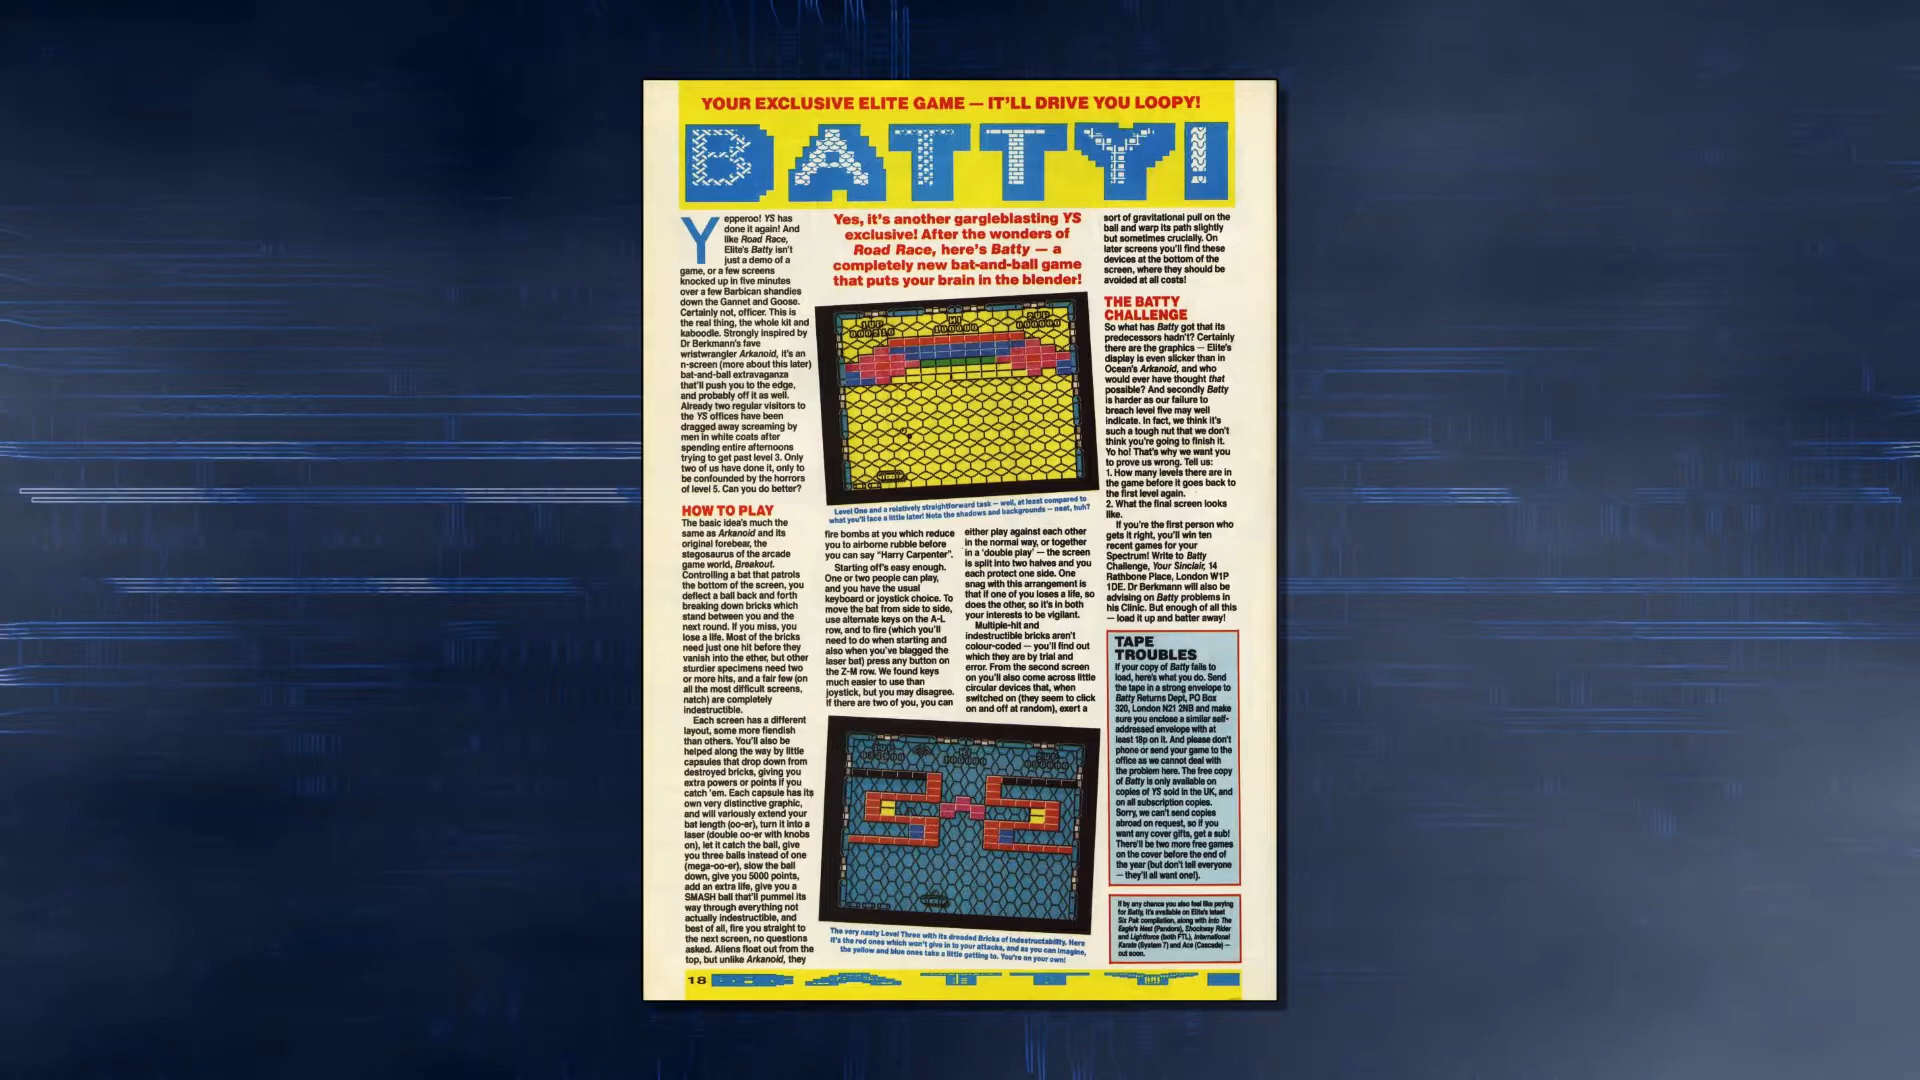 YOUR EXCLUSIVE ELITE GAME — IT'LL DRIVE YOU LOOPY!
BATTY!
Yepperoo! YS has
done it again! And
like Road Race,
Elite's Batty isn't
just a demo of a
game, or a few screens
knocked up in five minutes
over a few Barbican shandies
down the Gannet and Goose.
Certainly not, officer. This is
the real thing, the whole kit and
kaboodle. Strongly inspired by
Dr Berkmann's fave
wristwrangler Arkanoid, it's an
n-screen (more about this later)
bat-and-ball extravaganza
that'll push you to the edge,
and probably off it as well.
Already two regular visitors to
the YS offices have been
dragged away screaming by
men in white coats after
spending entire afternoons
trying to get past level 3. Only
two of us have done it, only to
be confounded by the horrors
of level 5. Can you do better?
HOW TO PLAY
The basic idea's much the
same as Arkanoid and its
original forebear, the
stegosaurus of the arcade
game world, Breakout.
Controlling a bat that patrols
the bottom of the screen, you
deflect a ball back and forth
breaking down bricks which
stand between you and the
next round. If you miss, you
lose a life. Most of the bricks
need just one hit before they
vanish into the ether, but other
sturdier specimens need two
or more hits, and a fair few (on
all the most difficult screens,
natch) are completely
indestructible.
Each screen has a different
layout, some more fiendish
than others. You'll also be
helped along the way by little
capsules that drop down from
destroyed bricks, giving you
extra powers or points if you
catch 'em. Each capsule has its
own very distinctive graphic,
and will variously extend your
bat length (oo-er), turn it into a
laser (double oo-er with knobs
on), let it catch the ball, give
you three balls instead of one
(mega-oo-er), slow the ball
down, give you 5000 points,
add an extra life, give you a
SMASH ball that'll pummel its
way through everything not
actually indestructible, and
best of all, fire you straight to
the next screen, no questions
asked. Aliens float out from the
top, but unlike Arkanoid, they
Yes, it's another gargleblasting YS
exclusive! After the wonders of
Road Race, here's Batty — a
completely new bat-and-ball game
that puts your brain in the blender!
1UP
HI
2UP
000210
100000
000000
Level One and a relatively straightforward task — well, at least compared to
what you'll face a little later! Note the shadows and backgrounds — neat, huh?
fire bombs at you which reduce
you to airborne rubble before
you can say "Harry Carpenter".
Starting off's easy enough.
One or two people can play,
and you have the usual
keyboard or joystick choice. To
move the bat from side to side,
use alternate keys on the A-L
row, and to fire (which you'll
need to do when starting and
also when you've blagged the
laser bat) press any button on
the Z-M row. We found keys
much easier to use than
joystick, but you may disagree.
If there are two of you, you can
either play against each other
in the normal way, or together
in a 'double play' — the screen
is split into two halves and you
each protect one side. One
snag with this arrangement is
that if one of you loses a life, so
does the other, so it's in both
your interests to be vigilant.
Multiple-hit and
indestructible bricks aren't
colour-coded — you'll find out
which they are by trial and
error. From the second screen
on you'll also come across little
circular devices that, when
switched on (they seem to click
on and off at random), exert a
The very nasty Level Three with its dreaded Bricks of Indestructability. Here
it's the red ones which won't give in to your attacks, and as you can imagine,
the yellow and blue ones take a little getting to. You're on your own!
sort of gravitational pull on the
ball and warp its path slightly
but sometimes crucially. On
later screens you'll find these
devices at the bottom of the
screen, where they should be
avoided at all costs!
THE BATTY
CHALLENGE
So what has Batty got that its
predecessors hadn't? Certainly
there are the graphics — Elite's
display is even slicker than in
Ocean's Arkanoid, and who
would ever have thought that
possible? And secondly Batty
is harder as our failure to
breach level five may well
indicate. In fact, we think it's
such a tough nut that we don't
think you're going to finish it.
Yo ho! That's why we want you
to prove us wrong. Tell us:
1. How many levels there are in
the game before it goes back to
the first level again.
2. What the final screen looks
like.
If you're the first person who
gets it right, you'll win ten
recent games for your
Spectrum! Write to Batty
Challenge, Your Sinclair, 14
Rathbone Place, London W1P
1DE. Dr Berkmann will also be
advising on Batty problems in
his Clinic. But enough of all this
— load it up and batter away!
TAPE
TROUBLES
If your copy of Batty fails to
load, here's what you do. Send
the tape in a strong envelope to
Batty Returns Dept, PO Box
320, London N21 2NB and make
sure you enclose a similar self-
addressed envelope with at
least 18p on it. And please don't
phone or send your game to the
office as we cannot deal with
the problem here. The free copy
of Batty is only available on
copies of YS sold in the UK, and
on all subscription copies.
Sorry, we can't send copies
abroad on request, so if you
want any cover gifts, get a sub!
There'll be two more free games
on the cover before the end of
the year (but don't tell everyone
— they'll all want one!).
If by any chance you also feel like paying
for Batty, it's available on Elite's latest
Six Pak compilation, along with Into The
Eagle's Nest (Pandora), Shockway Rider
and Lightforce (both FTL), International
Karate (System 7) and Ace (Cascade) —
out soon.
18